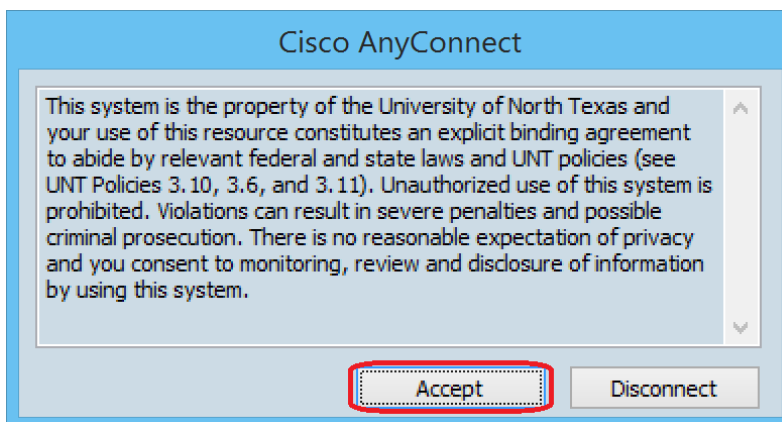 Cisco AnyConnect
This system is the property of the University of North Texas and
your use of this resource constitutes an explicit binding agreement
to abide by relevant federal and state laws and UNT policies (see
UNT Policies 3.10, 3.6, and 3.11). Unauthorized use of this system is
prohibited. Violations can result in severe penalties and possible
criminal prosecution. There is no reasonable expectation of privacy
and you consent to monitoring, review and disclosure of information
by using this system.
Accept Disconnect